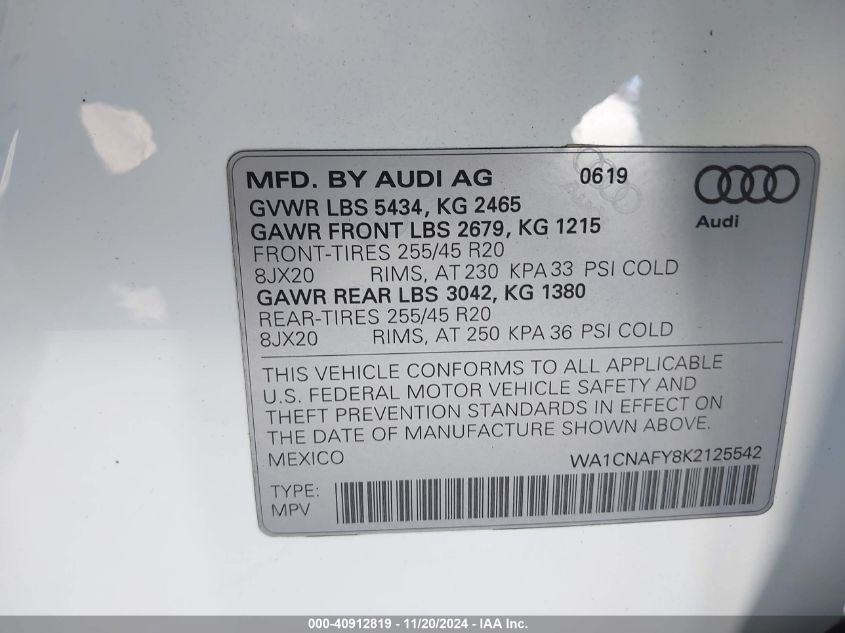 MFD. BY AUDI AG 0619
GVWR LBS 5434, KG 2465
Audi
GAWR FRONT LBS 2679, KG 1215
FRONT-TIRES 255/45 R20
8JX20 RIMS, AT 230 KPA 33 PSI COLD
GAWR REAR LBS 3042, KG 1380
REAR-TIRES 255/45 R20
8JX20 RIMS, AT 250 KPA 36 PSI COLD
THIS VEHICLE CONFORMS TO ALL APPLICABLE
U.S. FEDERAL MOTOR VEHICLE SAFETY AND
THEFT PREVENTION STANDARDS IN EFFECT ON
THE DATE OF MANUFACTURE SHOWN ABOVE.
MEXICO WA1CNAFY8K2125542
TYPE:
MPV
000-40912819 - 11/20/2024 - IAA Inc.